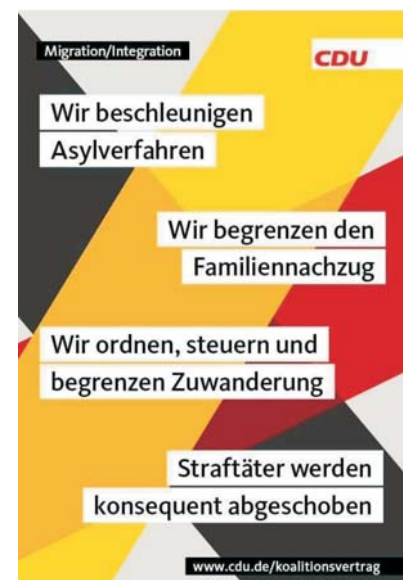 Migration/Integration
CDU
Wir beschleunigen
Asylverfahren
Wir begrenzen den
Familiennachzug
Wir ordnen, steuern und
begrenzen Zuwanderung
Straftäter werden
konsequent abgeschoben
www.cdu.de/koalitionsvertrag